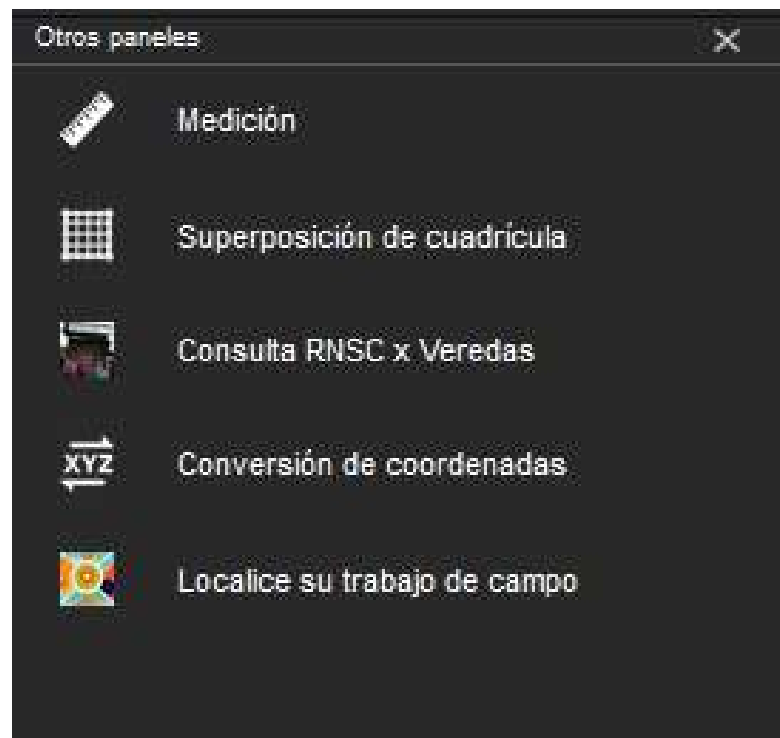 Otros paneles
Medición
Superposición de cuadrícula
Consulta RNSC x Veredas
XYZ
Conversión de coordenadas
Localice su trabajo de campo